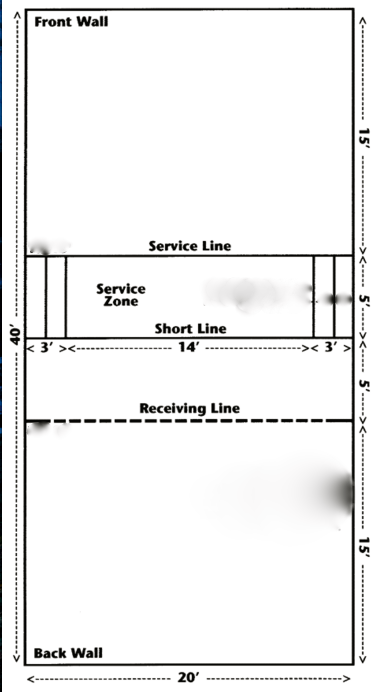 Front Wall
15'
Service Line
Service
Zone
5'
40'
Short Line
3' 14' 3'
5'
Receiving Line
15'
Back Wall
20'